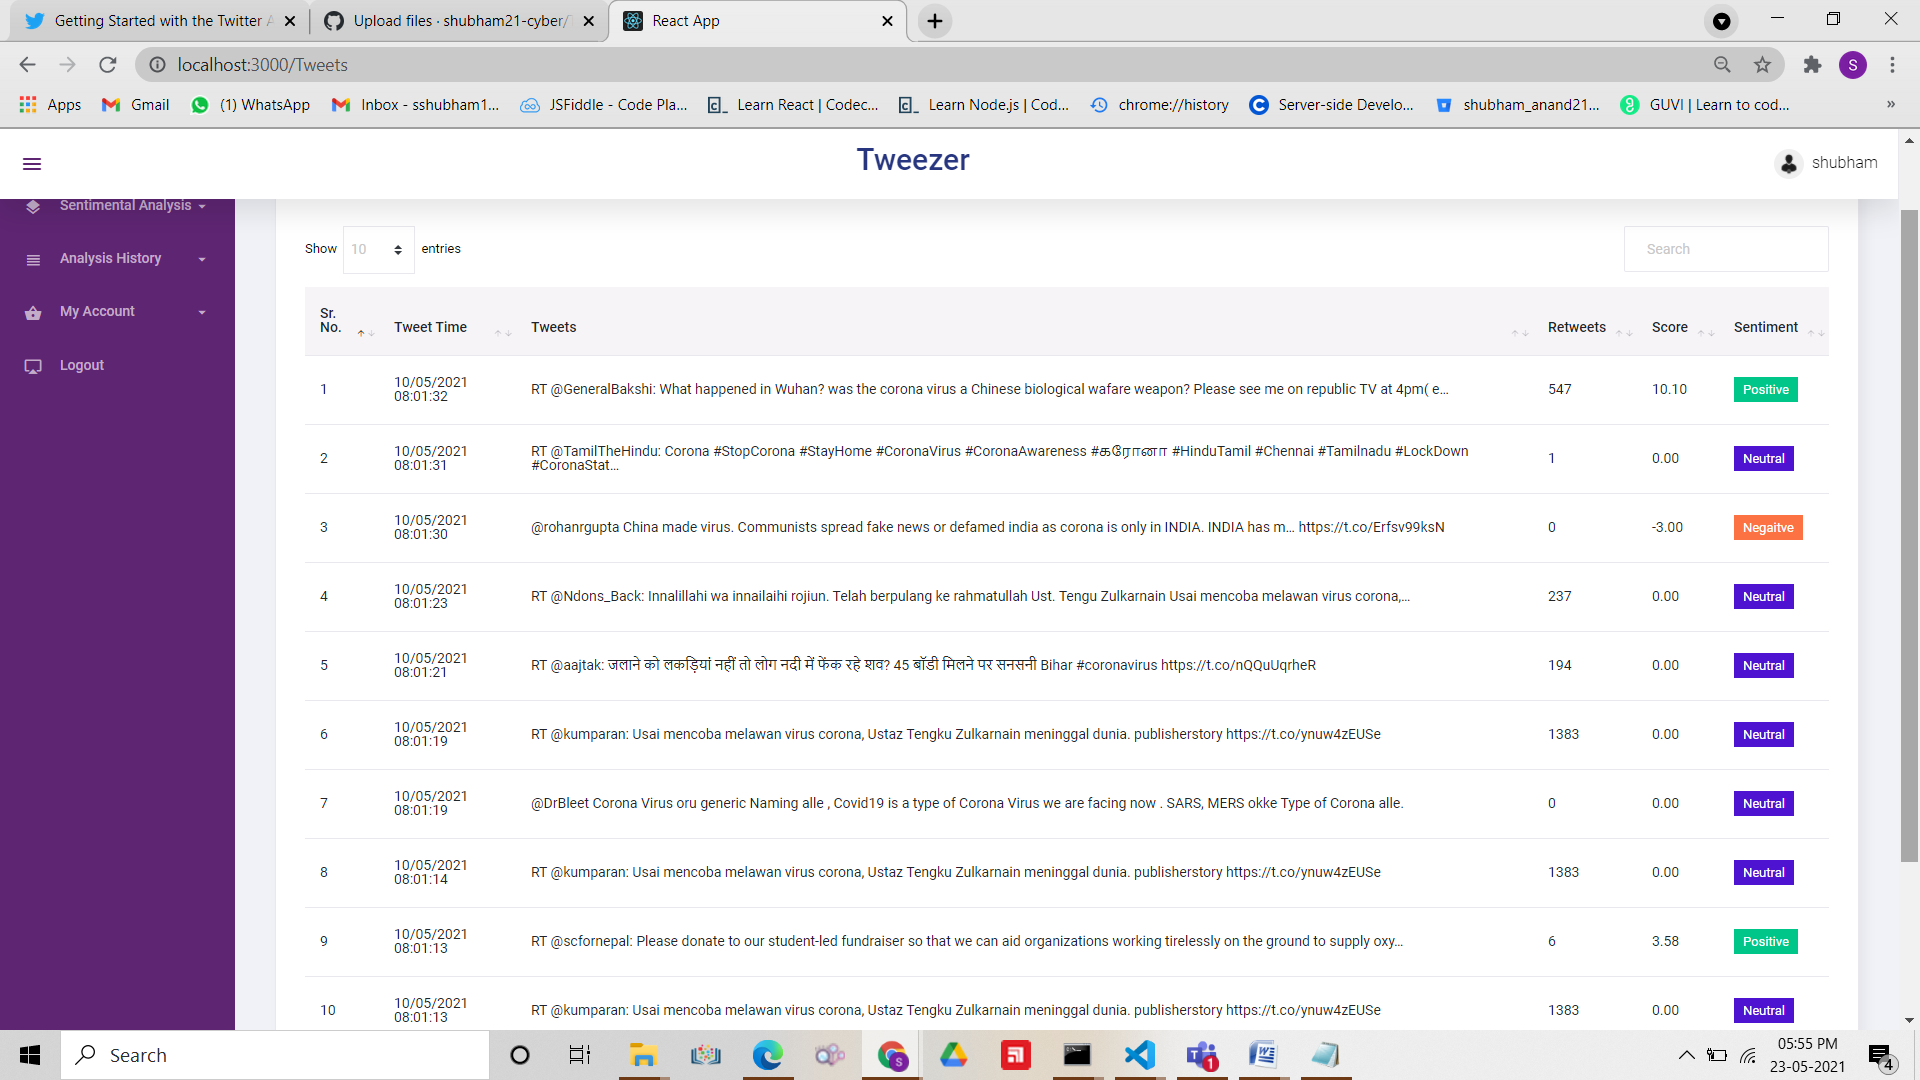 Getting Started with the Twitter A
Upload files · shubham21-cyber/T
React App
localhost:3000/Tweets
S
Apps
Gmail
(1) WhatsApp
Inbox - sshubham1...
JSFiddle - Code Pla...
Learn React | Codec...
Learn Node.js | Cod...
chrome://history
Server-side Develo...
shubham_anand21...
GUVI | Learn to cod...
»
Tweezer
shubham
Sentimental Analysis
Analysis History
My Account
Logout
Show 10 entries
Search
Sr. No. Tweet Time Tweets Retweets Score Sentiment
1 10/05/2021 08:01:32 RT @GeneralBakshi: What happened in Wuhan? was the corona virus a Chinese biological wafare weapon? Please see me on republic TV at 4pm( e… 547 10.10 Positive
2 10/05/2021 08:01:31 RT @TamilTheHindu: Corona #StopCorona #StayHome #CoronaVirus #CoronaAwareness #கரோனா #HinduTamil #Chennai #Tamilnadu #LockDown #CoronaStat… 1 0.00 Neutral
3 10/05/2021 08:01:30 @rohanrgupta China made virus. Communists spread fake news or defamed india as corona is only in INDIA. INDIA has m… https://t.co/Erfsv99ksN 0 -3.00 Negaitve
4 10/05/2021 08:01:23 RT @Ndons_Back: Innalillahi wa innailaihi rojiun. Telah berpulang ke rahmatullah Ust. Tengu Zulkarnain Usai mencoba melawan virus corona,… 237 0.00 Neutral
5 10/05/2021 08:01:21 RT @aajtak: जलाने को लकड़ियां नहीं तो लोग नदी में फेंक रहे शव? 45 बॉडी मिलने पर सनसनी Bihar #coronavirus https://t.co/nQQuUqrheR 194 0.00 Neutral
6 10/05/2021 08:01:19 RT @kumparan: Usai mencoba melawan virus corona, Ustaz Tengku Zulkarnain meninggal dunia. publisherstory https://t.co/ynuw4zEUSe 1383 0.00 Neutral
7 10/05/2021 08:01:19 @DrBleet Corona Virus oru generic Naming alle , Covid19 is a type of Corona Virus we are facing now . SARS, MERS okke Type of Corona alle. 0 0.00 Neutral
8 10/05/2021 08:01:14 RT @kumparan: Usai mencoba melawan virus corona, Ustaz Tengku Zulkarnain meninggal dunia. publisherstory https://t.co/ynuw4zEUSe 1383 0.00 Neutral
9 10/05/2021 08:01:13 RT @scfornepal: Please donate to our student-led fundraiser so that we can aid organizations working tirelessly on the ground to supply oxy… 6 3.58 Positive
10 10/05/2021 08:01:13 RT @kumparan: Usai mencoba melawan virus corona, Ustaz Tengku Zulkarnain meninggal dunia. publisherstory https://t.co/ynuw4zEUSe 1383 0.00 Neutral
Search
05:55 PM
23-05-2021
4